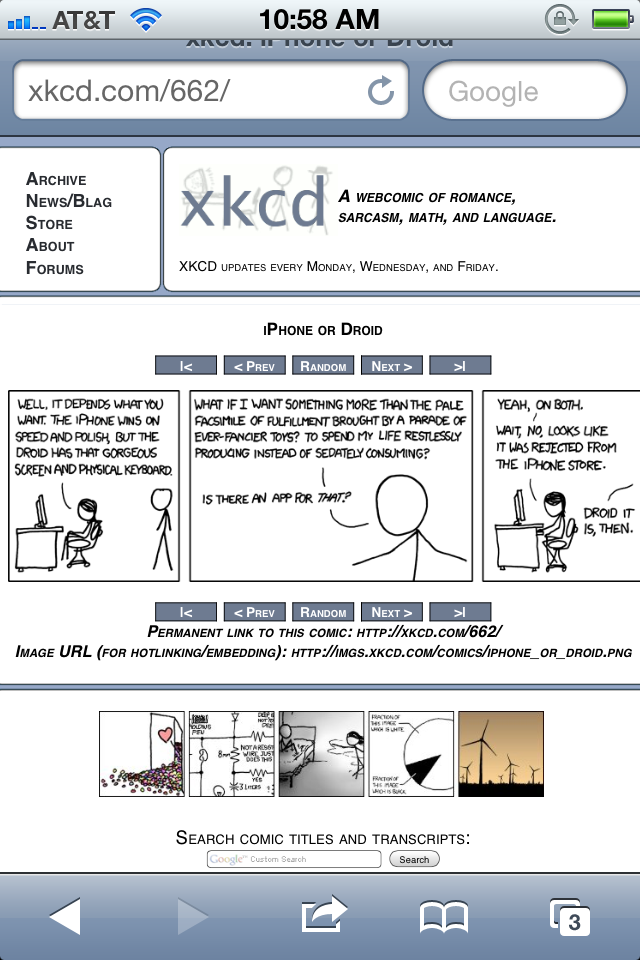 AT&T 10:58 AM
xkcd: iPhone or Droid
xkcd.com/662/
Google
Archive
News/Blag
Store
About
Forums
xkcd
A webcomic of romance,
sarcasm, math, and language.
XKCD updates every Monday, Wednesday, and Friday.
iPhone or Droid
|< < Prev Random Next > >|
WELL, IT DEPENDS WHAT YOU
WANT. THE iPHONE WINS ON
SPEED AND POLISH, BUT THE
DROID HAS THAT GORGEOUS
SCREEN AND PHYSICAL KEYBOARD.
WHAT IF I WANT SOMETHING MORE THAN THE PALE
FACSIMILE OF FULFILLMENT BROUGHT BY A PARADE OF
EVER-FANCIER TOYS? TO SPEND MY LIFE RESTLESSLY
PRODUCING INSTEAD OF SEDATELY CONSUMING?
IS THERE AN APP FOR THAT?
YEAH, ON BOTH.
WAIT, NO, LOOKS LIKE
IT WAS REJECTED FROM
THE iPHONE STORE.
DROID IT
IS, THEN.
|< < Prev Random Next > >|
Permanent link to this comic: http://xkcd.com/662/
Image URL (for hotlinking/embedding): http://imgs.xkcd.com/comics/iphone_or_droid.png
NOT A RESISTOR
WIRE JUST
DOES THIS
YES
3 LITERS
FRACTION OF
THIS IMAGE
WHICH IS WHITE
FRACTION OF
THIS IMAGE
WHICH IS BLACK
Search comic titles and transcripts:
Google™ Custom Search Search
3